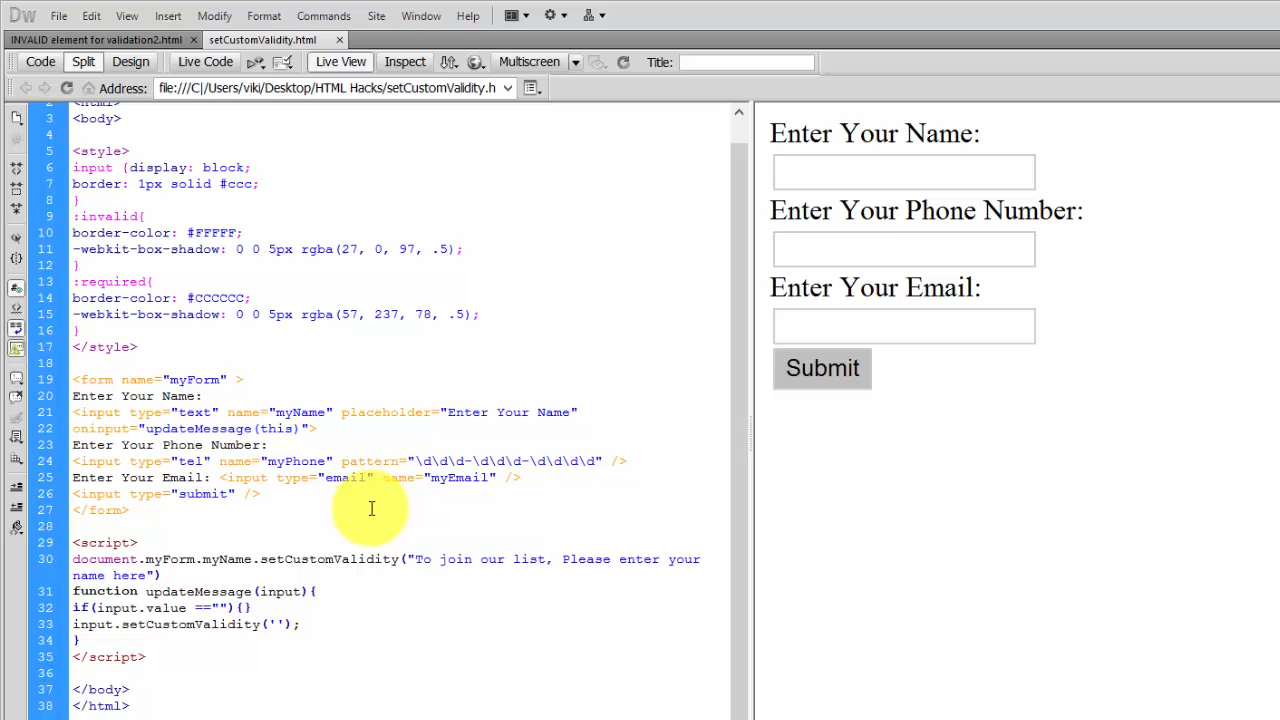 Dw File Edit View Insert Modify Format Commands Site Window Help
INVALID element for validation2.html × setCustomValidity.html ×
Code Split Design Live Code Live View Inspect Multiscreen Title:
Address: file:///C|/Users/viki/Desktop/HTML Hacks/setCustomValidity.h
2 <html>
3 <body>
4
5 <style>
6 input {display: block;
7 border: 1px solid #ccc;
8 }
9 :invalid{
10 border-color: #FFFFF;
11 -webkit-box-shadow: 0 0 5px rgba(27, 0, 97, .5);
12 }
13 :required{
14 border-color: #CCCCCC;
15 -webkit-box-shadow: 0 0 5px rgba(57, 237, 78, .5);
16 }
17 </style>
18
19 <form name="myForm" >
20 Enter Your Name:
21 <input type="text" name="myName" placeholder="Enter Your Name"
22 oninput="updateMessage(this)">
23 Enter Your Phone Number:
24 <input type="tel" name="myPhone" pattern="\d\d\d-\d\d\d-\d\d\d\d" />
25 Enter Your Email: <input type="email" name="myEmail" />
26 <input type="submit" />
27 </form>
28
29 <script>
30 document.myForm.myName.setCustomValidity("To join our list, Please enter your
name here")
31 function updateMessage(input){
32 if(input.value ==""){}
33 input.setCustomValidity('');
34 }
35 </script>
36
37 </body>
38 </html>
Enter Your Name:
Enter Your Phone Number:
Enter Your Email:
Submit